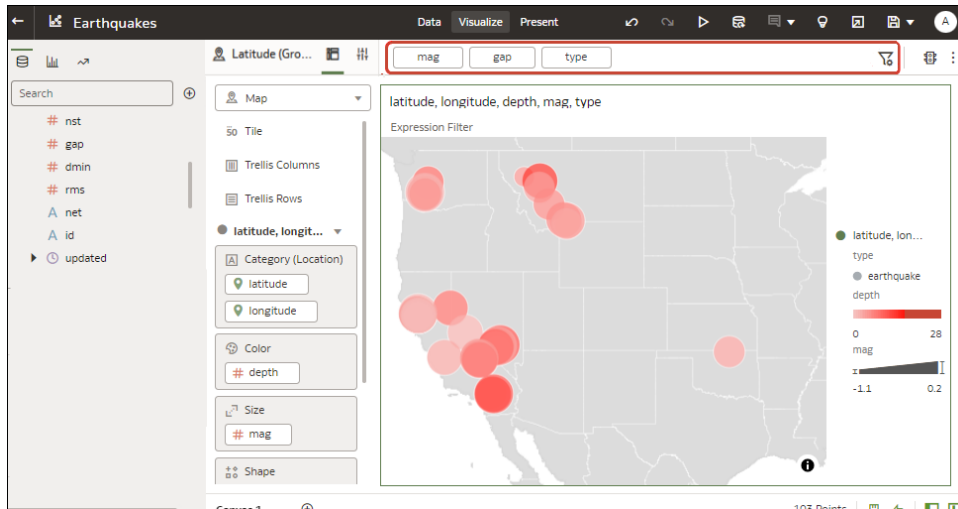 Earthquakes
Data Visualize Present
A
Latitude (Gro...
mag gap type
Search
# nst
# gap
# dmin
# rms
A net
A id
updated
Map
50 Tile
Trellis Columns
Trellis Rows
latitude, longit...
A Category (Location)
latitude
longitude
Color
# depth
Size
# mag
Shape
latitude, longitude, depth, mag, type
Expression Filter
latitude, lon...
type
earthquake
depth
0 28
mag
-1.1 0.2
Canvas 1
103 Points